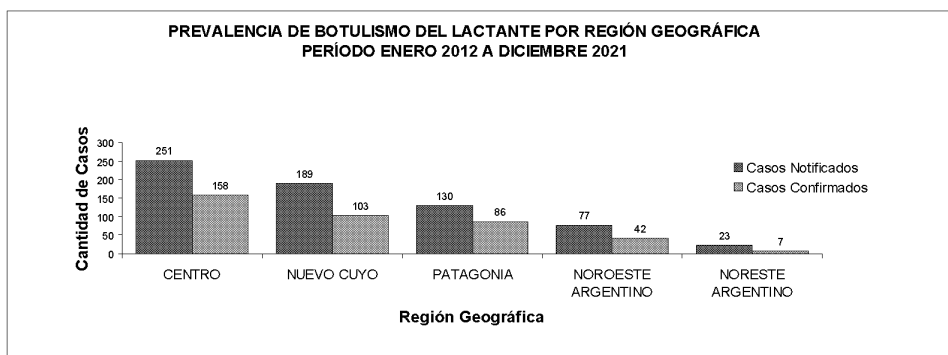 PREVALENCIA DE BOTULISMO DEL LACTANTE POR REGIÓN GEOGRÁFICA
PERÍODO ENERO 2012 A DICIEMBRE 2021
Cantidad de Casos
300
250
200
150
100
50
0
251
158
189
103
130
86
77
42
23
7
Casos Notificados
Casos Confirmados
CENTRO
NUEVO CUYO
PATAGONIA
NOROESTE
ARGENTINO
NORESTE
ARGENTINO
Región Geográfica